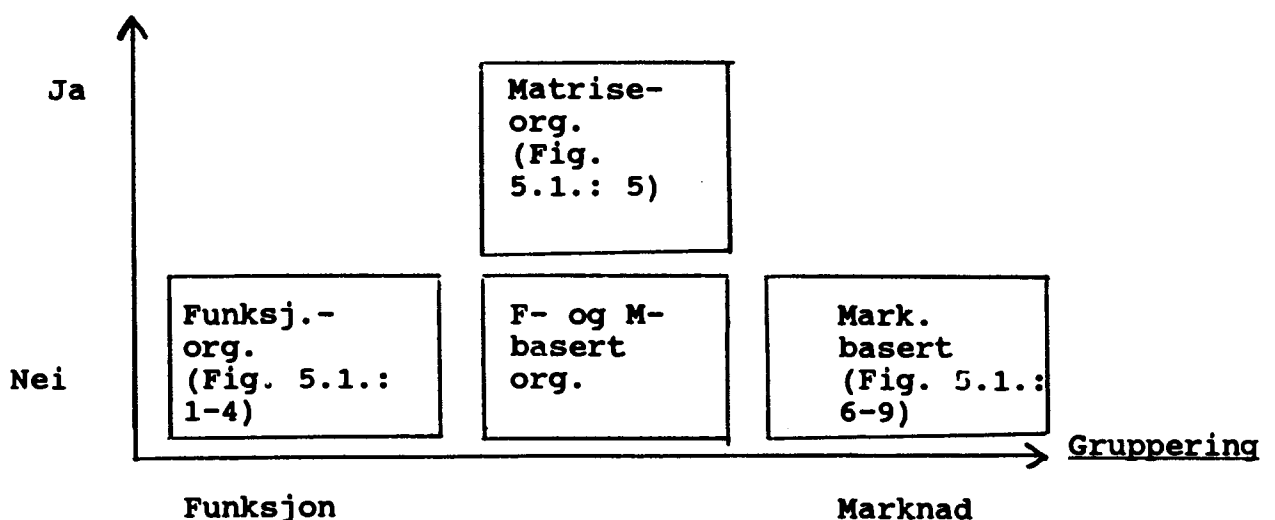 Ja
Matrise-
org.
(Fig.
5.1.: 5)
Funksj.-
org.
(Fig. 5.1.:
1-4)
F- og M-
basert
org.
Mark.
basert
(Fig. 5.1.:
6-9)
Nei
Gruppering
Funksjon
Marknad